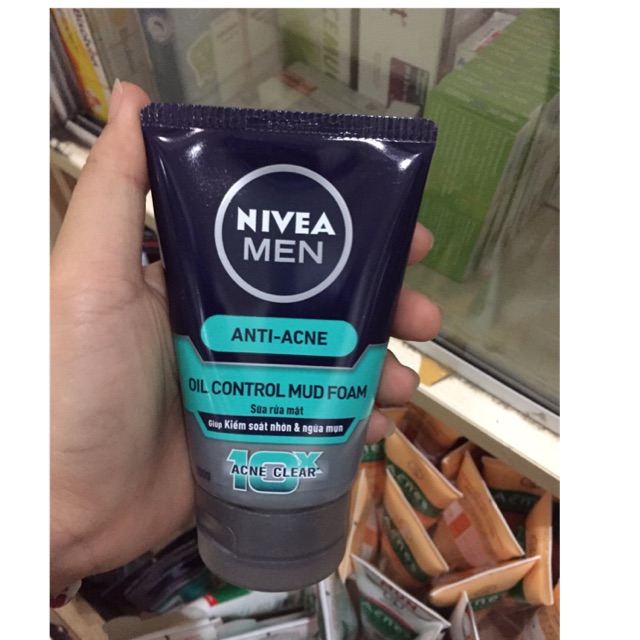 NIVEA
MEN
ANTI-ACNE
OIL CONTROL MUD FOAM
Sữa rửa mặt
Giúp Kiểm soát nhờn & ngừa mụn
10X
ACNE CLEAR